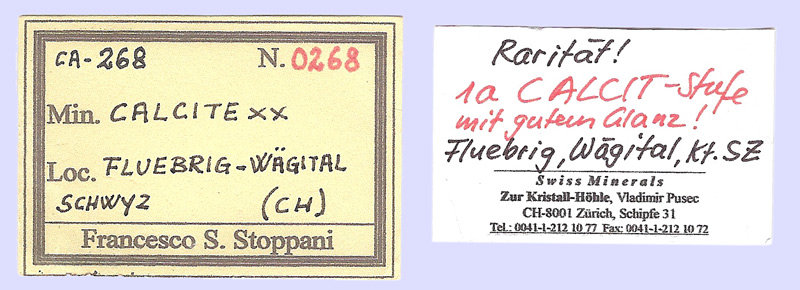 CA-268 N. 0268
Min. CALCITE xx
Loc. FLUEBRIG-WÄGITAL
SCHWYZ (CH)
Francesco S. Stoppani
Rarität!
1a CALCIT-Stufe
mit gutem Glanz!
Fluebrig, Wägital, Kt. SZ
Swiss Minerals
Zur Kristall-Höhle, Vladimir Pusec
CH-8001 Zürich, Schipfe 31
Tel.: 0041-1-212 10 77 Fax: 0041-1-212 10 72